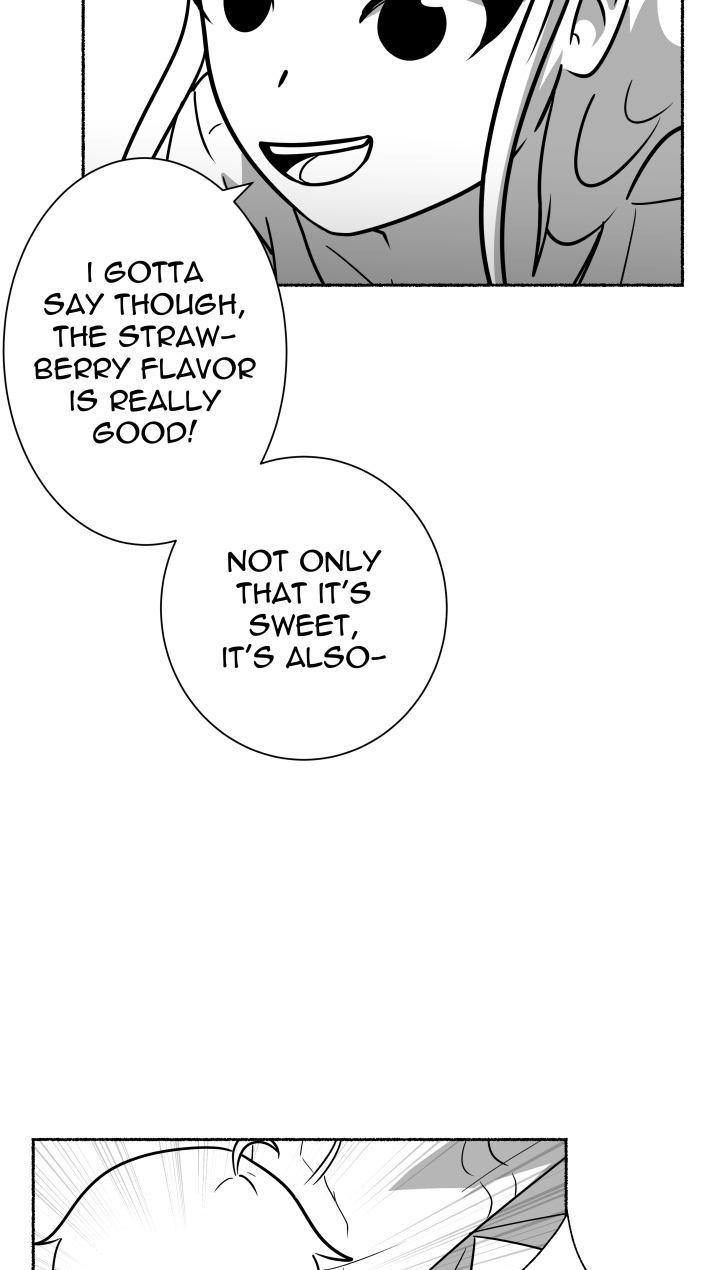 I GOTTA
SAY THOUGH,
THE STRAW-
BERRY FLAVOR
IS REALLY
GOOD!
NOT ONLY
THAT IT'S
SWEET,
IT'S ALSO-